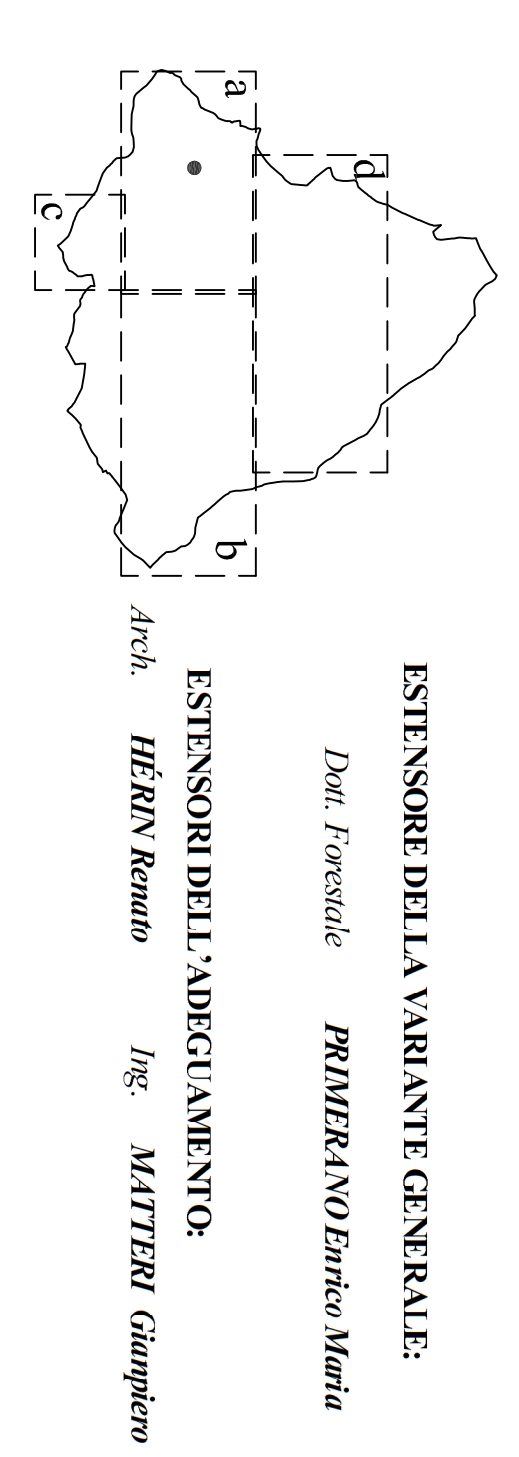 d
a
b
c
ESTENSORE DELLA VARIANTE GENERALE:
Dott. Forestale PRIMERANO Enrico Maria
ESTENSORI DELL’ADEGUAMENTO:
Arch. HÉRIN Renato Ing. MATTERI Gianpiero